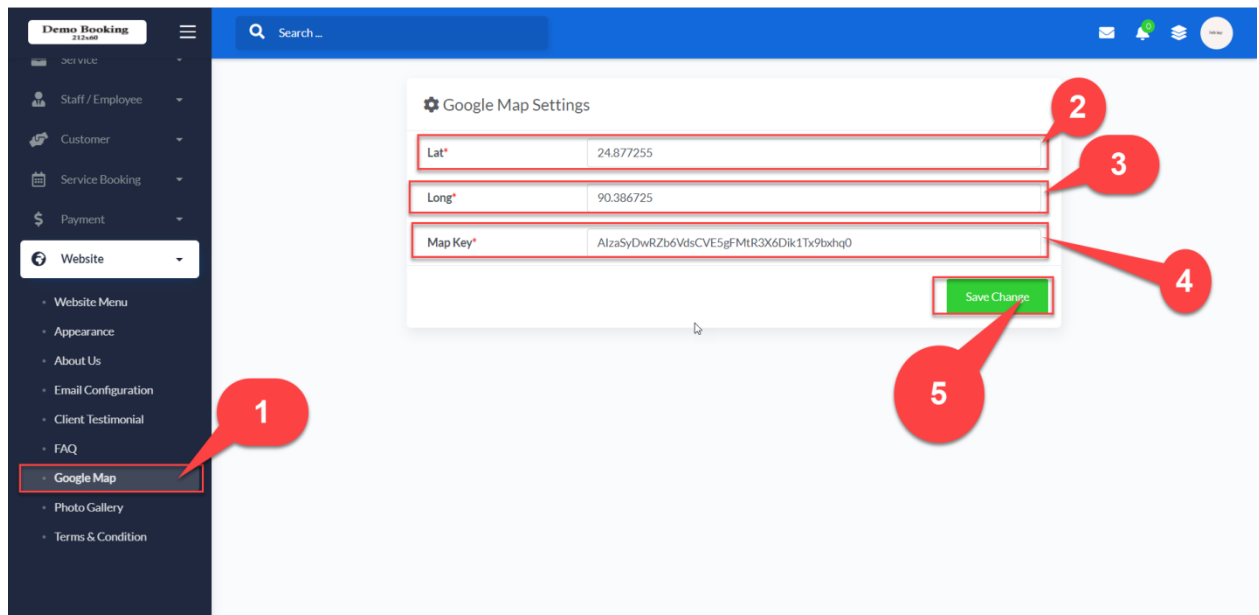 Demo Booking
212x60
Search ...
0
Service
Staff / Employee
Customer
Service Booking
Payment
Website
Website Menu
Appearance
About Us
Email Configuration
Client Testimonial
FAQ
Google Map
Photo Gallery
Terms & Condition
1
Google Map Settings
2
Lat* 24.877255
3
Long* 90.386725
Map Key* AIzaSyDwRZb6VdsCVE5gFMtR3X6Dik1Tx9bxhq0
4
Save Change
5